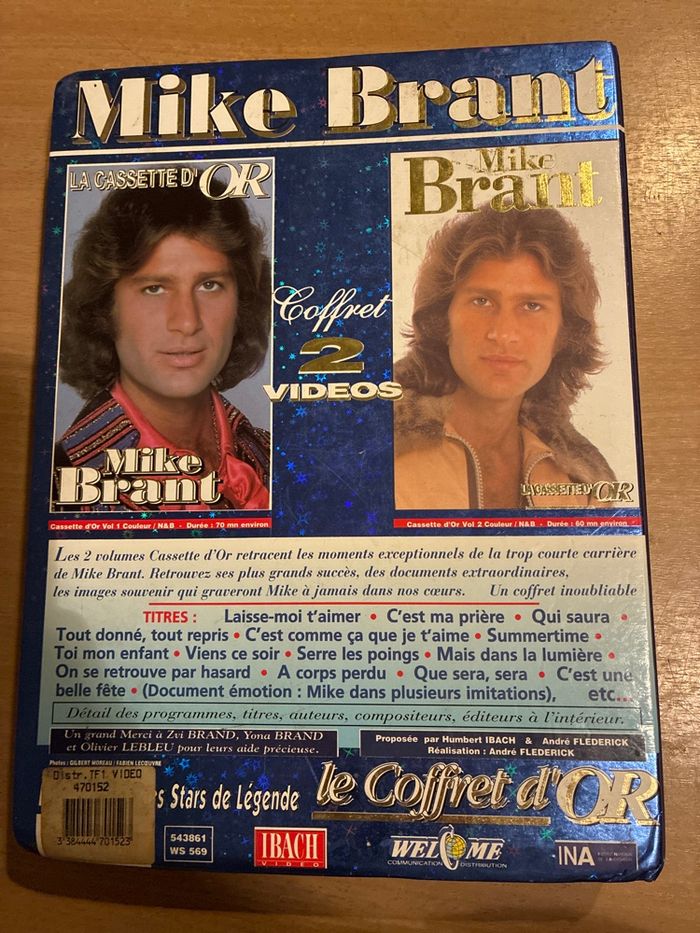 Mike Brant
LA CASSETTE D'OR
Mike
Brant
Cassette d'Or Vol 1 Couleur / N&B - Durée : 70 mn environ
Coffret
2
VIDEOS
Mike
Brant
LA CASSETTE D'OR
Cassette d'Or Vol 2 Couleur / N&B - Durée : 60 mn environ
Les 2 volumes Cassette d'Or retracent les moments exceptionnels de la trop courte carrière
de Mike Brant. Retrouvez ses plus grands succès, des documents extraordinaires,
les images souvenir qui graveront Mike à jamais dans nos cœurs. Un coffret inoubliable
TITRES : Laisse-moi t'aimer • C'est ma prière • Qui saura •
Tout donné, tout repris • C'est comme ça que je t'aime • Summertime •
Toi mon enfant • Viens ce soir • Serre les poings • Mais dans la lumière •
On se retrouve par hasard • A corps perdu • Que sera, sera • C'est une
belle fête • (Document émotion : Mike dans plusieurs imitations), etc...
Détail des programmes, titres, auteurs, compositeurs, éditeurs à l'intérieur.
Un grand Merci à Zvi BRAND, Yona BRAND
et Olivier LEBLEU pour leurs aide précieuse.
Proposée par Humbert IBACH & André FLEDERICK
Réalisation : André FLEDERICK
Photos : GILBERT MOREAU / FABIEN LECŒUVRE
Distr.TF1 VIDEO
470152
3 384444 701523
Stars de Légende
le Coffret d'OR
543861
WS 569
IBACH
VIDEO
WELCOME
COMMUNICATION DISTRIBUTION
INA